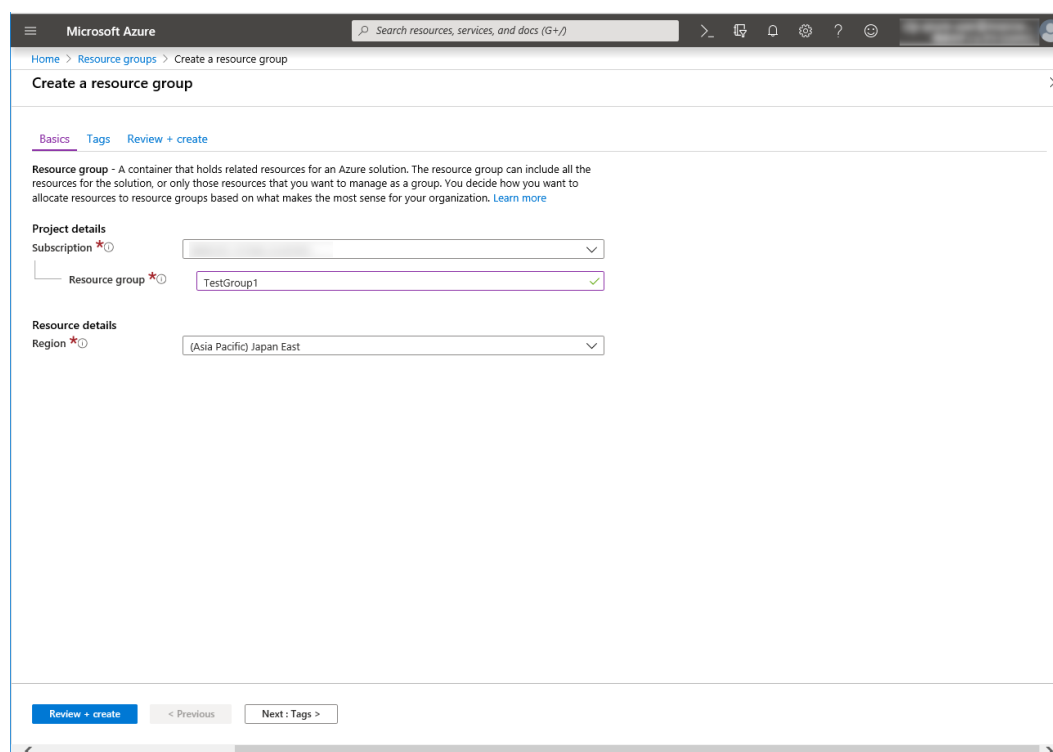 Microsoft Azure
Search resources, services, and docs (G+/)
Home > Resource groups > Create a resource group
Create a resource group
Basics Tags Review + create
Resource group - A container that holds related resources for an Azure solution. The resource group can include all the
resources for the solution, or only those resources that you want to manage as a group. You decide how you want to
allocate resources to resource groups based on what makes the most sense for your organization. Learn more
Project details
Subscription *
Resource group * TestGroup1
Resource details
Region * (Asia Pacific) Japan East
Review + create < Previous Next : Tags >